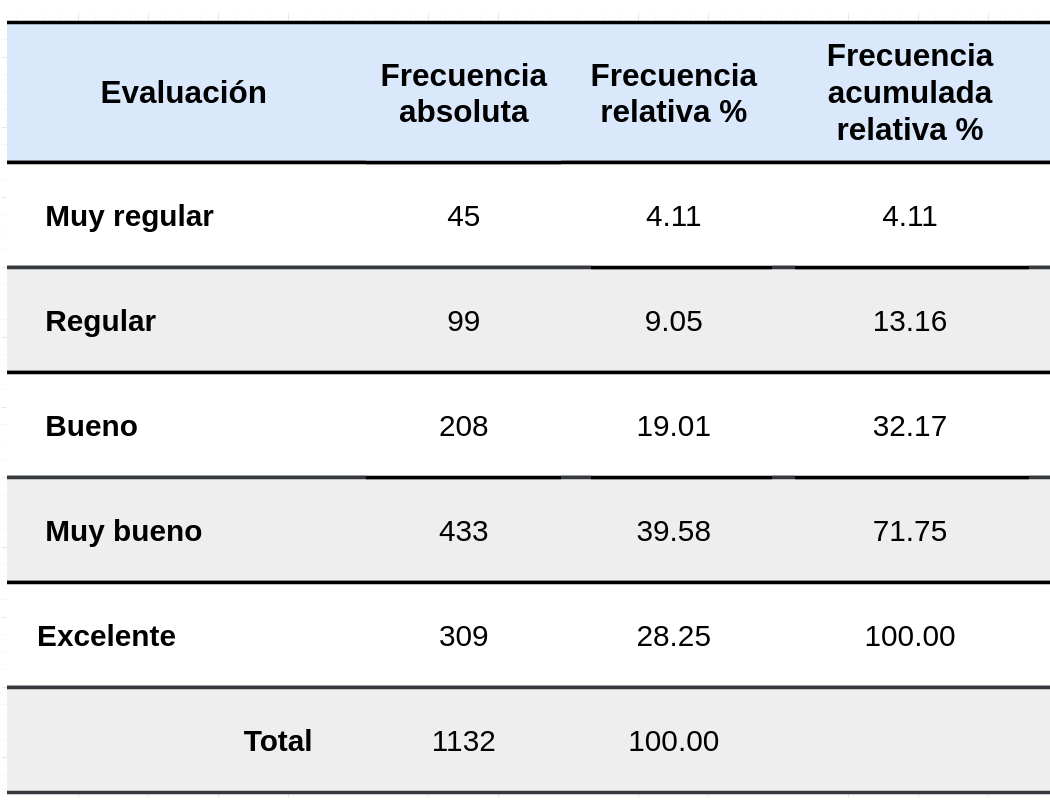 Evaluación
Frecuencia
absoluta
Frecuencia
relativa %
Frecuencia
acumulada
relativa %
Muy regular 45 4.11 4.11
Regular 99 9.05 13.16
Bueno 208 19.01 32.17
Muy bueno 433 39.58 71.75
Excelente 309 28.25 100.00
Total 1132 100.00